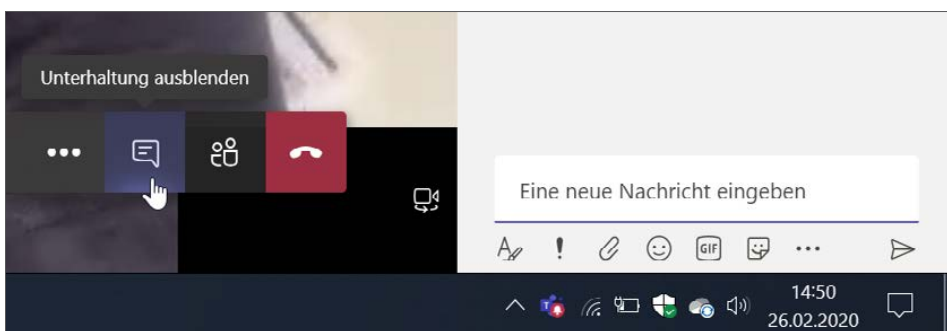 Unterhaltung ausblenden
Eine neue Nachricht eingeben
GIF
14:50
26.02.2020